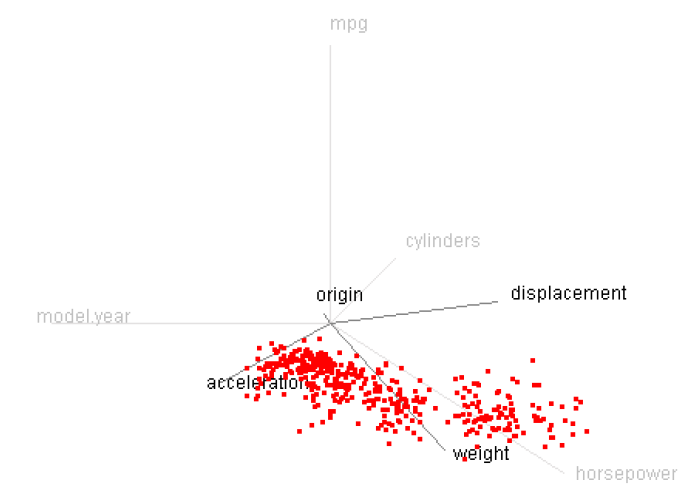 mpg
cylinders
origin
displacement
model.year
acceleration
weight
horsepower